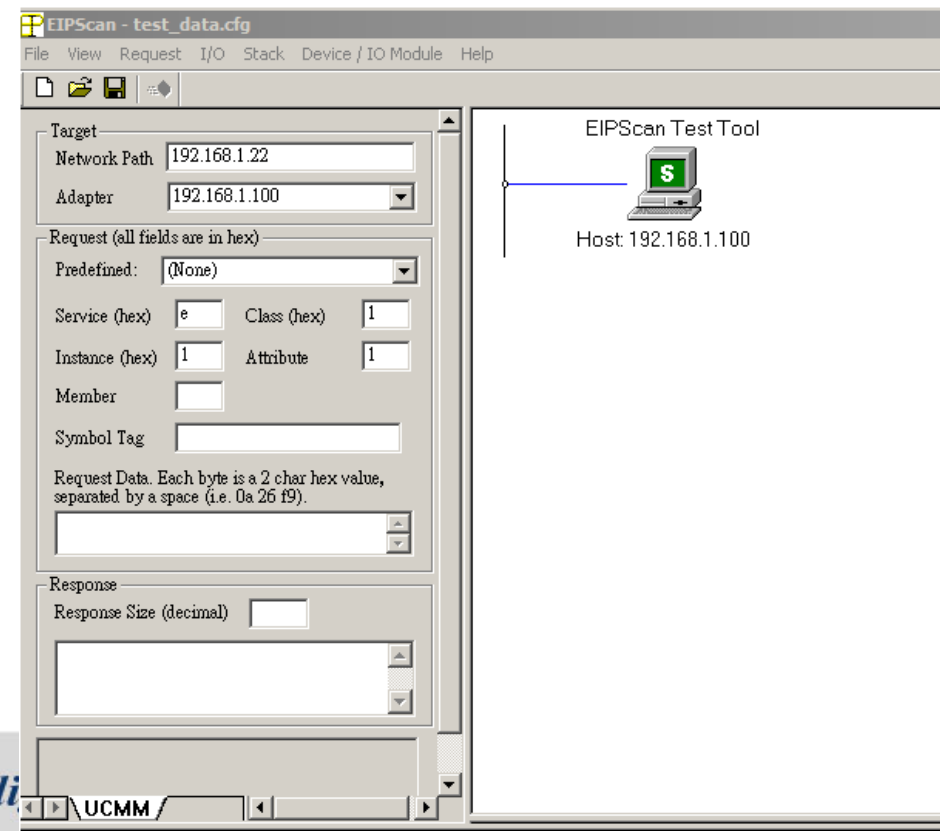 EIPScan - test_data.cfg
File View Request I/O Stack Device / IO Module Help
Target
Network Path 192.168.1.22
Adapter 192.168.1.100
Request (all fields are in hex)
Predefined: (None)
Service (hex) e Class (hex) 1
Instance (hex) 1 Attribute 1
Member
Symbol Tag
Request Data. Each byte is a 2 char hex value,
separated by a space (i.e. 0a 26 f9).
Response
Response Size (decimal)
UCMM
EIPScan Test Tool
S
Host: 192.168.1.100